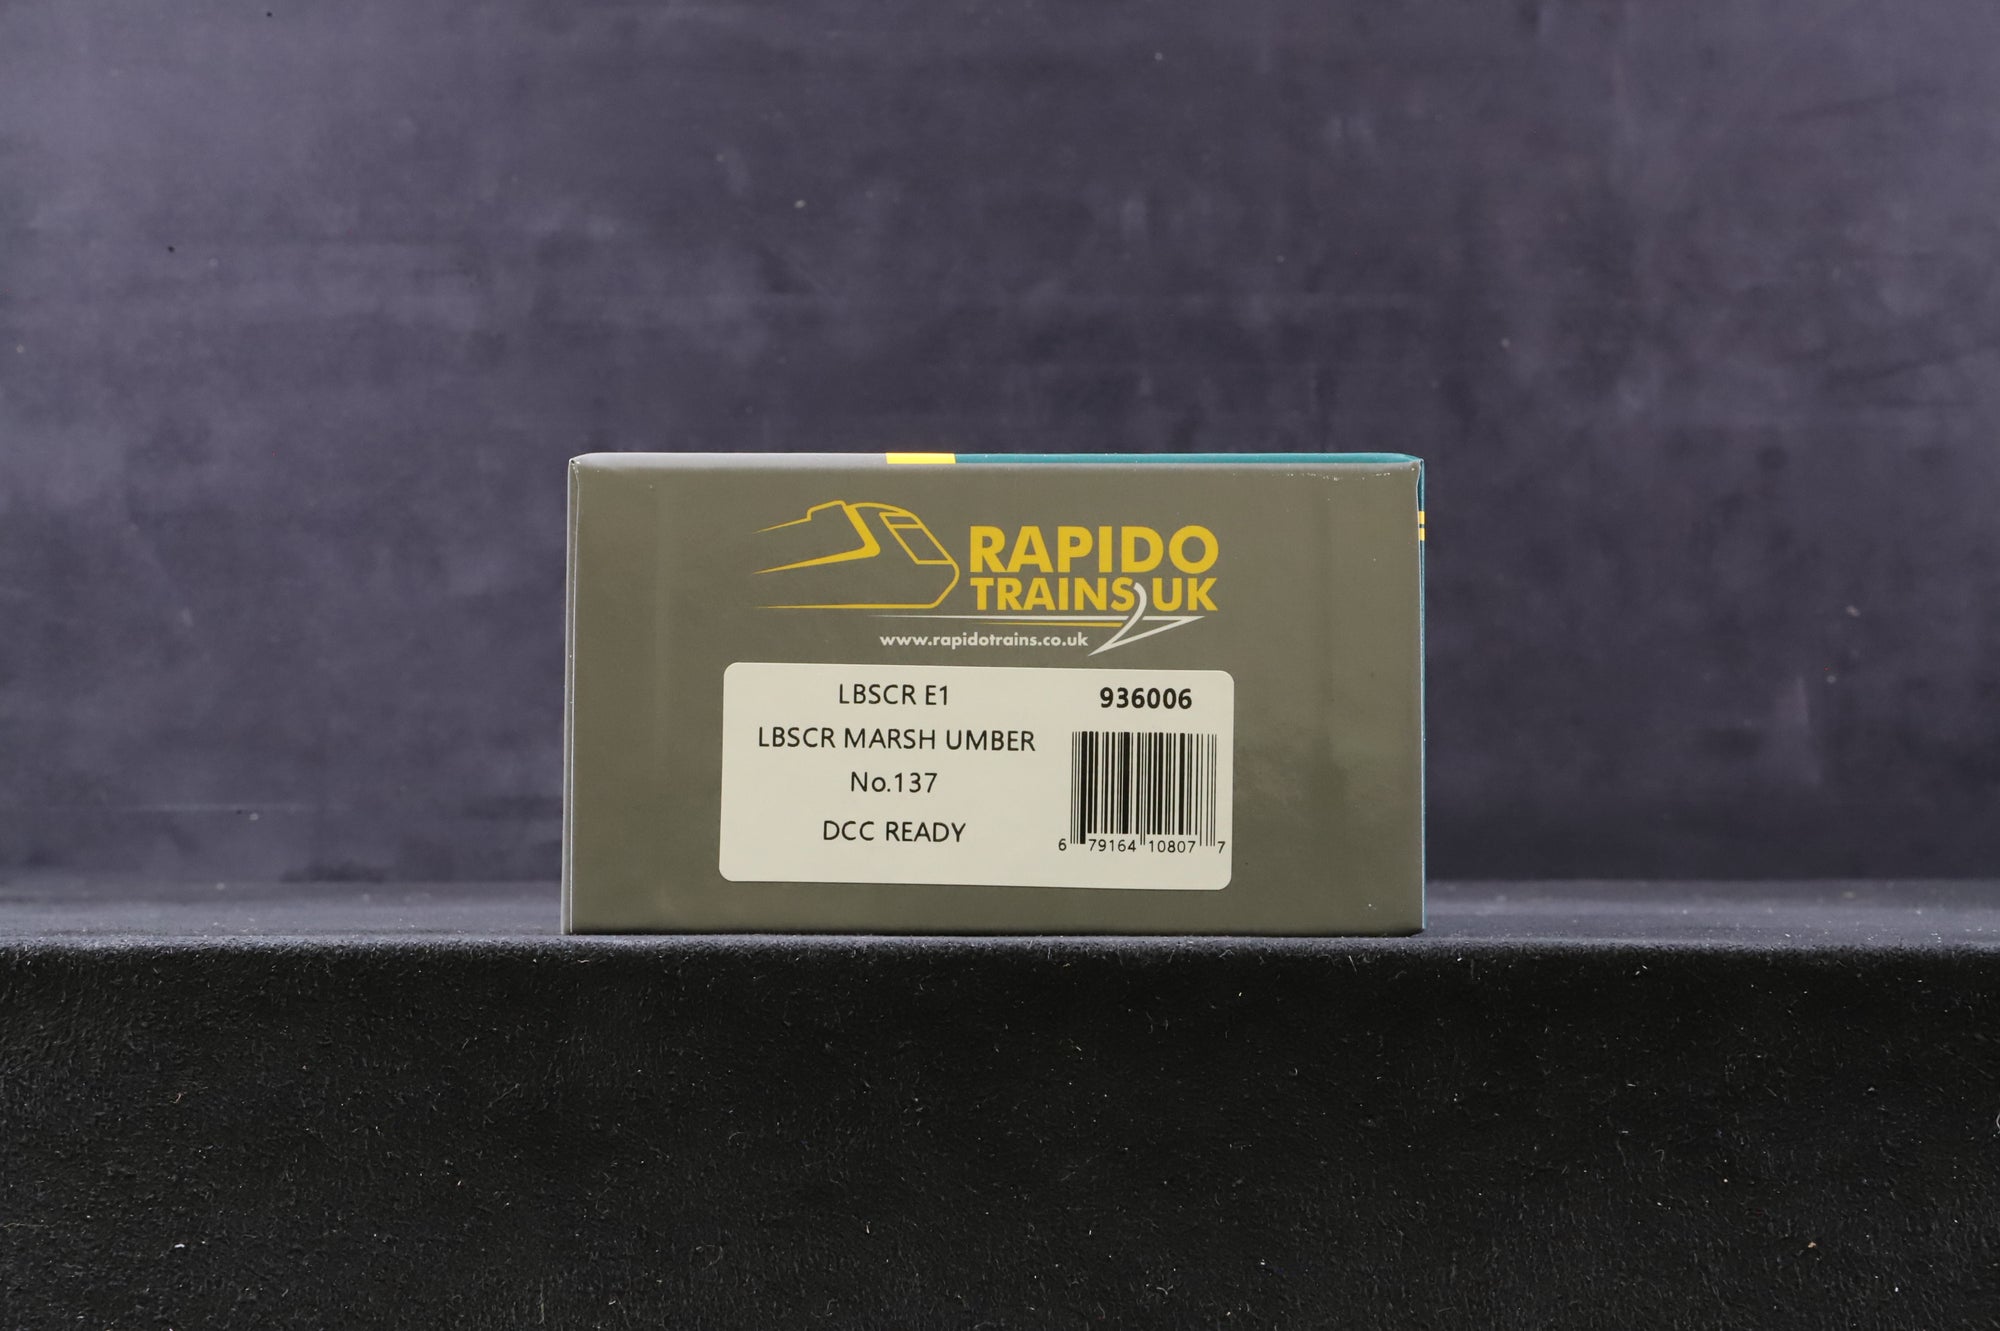 RAPIDO
TRAINS UK
www.rapidotrains.co.uk
LBSCR E1
936006
LBSCR MARSH UMBER
No.137
DCC READY
6 79164 10807 7